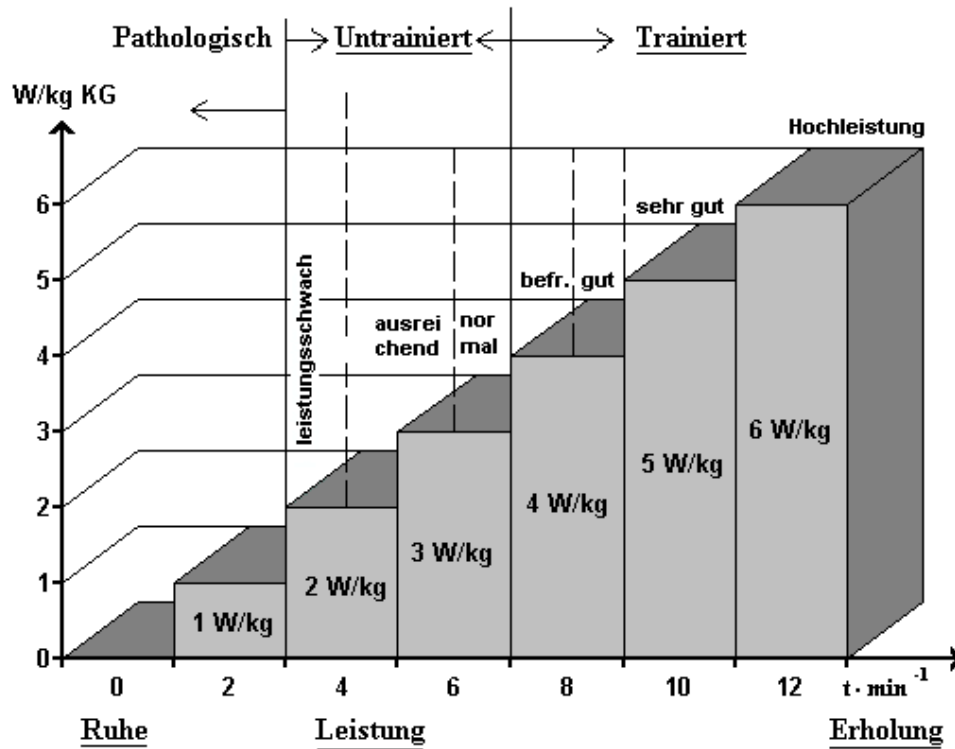 Pathologisch Untrainiert Trainiert
W/kg KG
Hochleistung
6
sehr gut
5
befr. gut
leistungsschwach
ausrei
chend
nor
mal
4
3
6 W/kg
5 W/kg
2
4 W/kg
3 W/kg
2 W/kg
1
1 W/kg
0
0 2 4 6 8 10 12 t · min -1
Ruhe Leistung Erholung